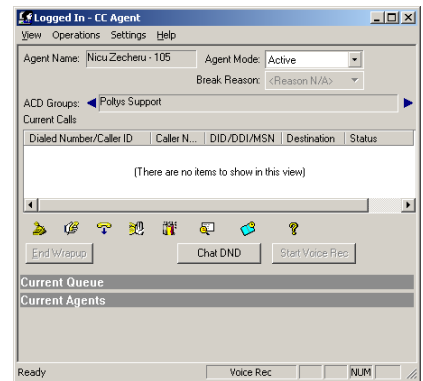 Logged In - CC Agent
View Operations Settings Help
Agent Name: Nicu Zecheru - 105 Agent Mode: Active
Break Reason: <Reason N/A>
ACD Groups: Poltys Support
Current Calls
Dialed Number/Caller ID Caller N... DID/DDI/MSN Destination Status
(There are no items to show in this view)
End Wrapup Chat DND Start Voice Rec
Current Queue
Current Agents
Ready Voice Rec NUM